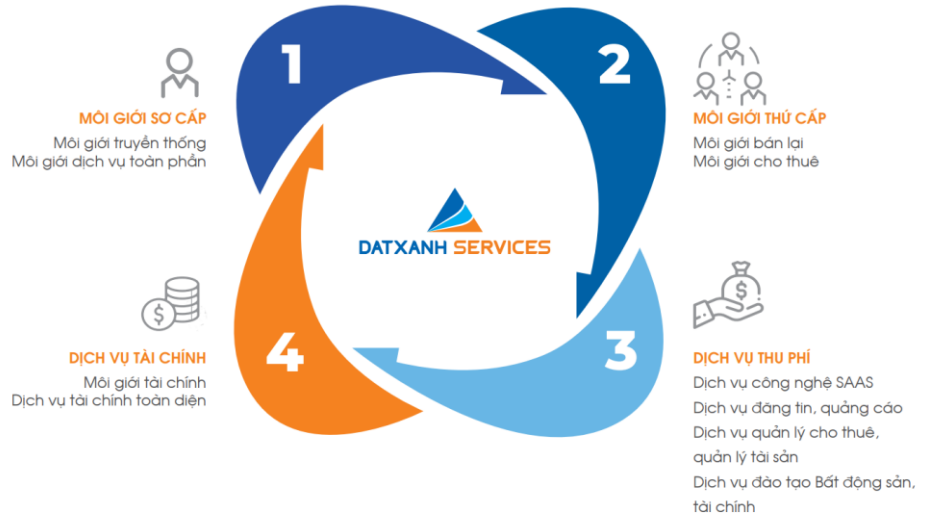 1
MÔI GIỚI SƠ CẤP
Môi giới truyền thống
Môi giới dịch vụ toàn phần
2
MÔI GIỚI THỨ CẤP
Môi giới bán lại
Môi giới cho thuê
DATXANH SERVICES
3
$
DỊCH VỤ THU PHÍ
Dịch vụ công nghệ SAAS
Dịch vụ đăng tin, quảng cáo
Dịch vụ quản lý cho thuê,
quản lý tài sản
Dịch vụ đào tạo Bất động sản,
tài chính
4
$
DỊCH VỤ TÀI CHÍNH
Môi giới tài chính
Dịch vụ tài chính toàn diện